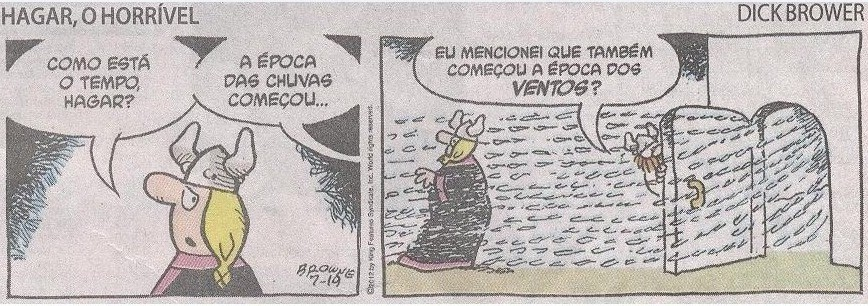 HAGAR, O HORRÍVEL
DICK BROWER
COMO ESTÁ
O TEMPO,
HAGAR?
A ÉPOCA
DAS CHUVAS
COMEÇOU...
BROWNE
7-19
©2012 by King Features Syndicate, Inc. World rights reserved.
EU MENCIONEI QUE TAMBÉM
COMEÇOU A ÉPOCA DOS
VENTOS?